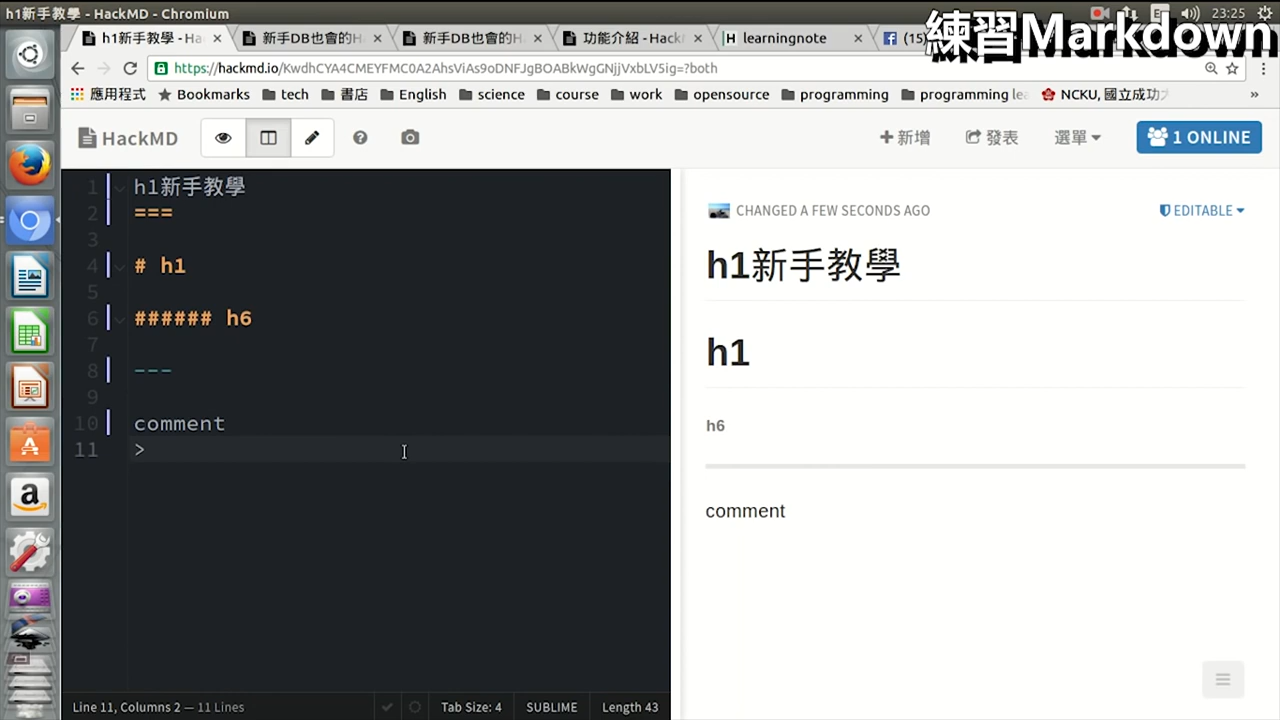 h1新手教學 - HackMD - Chromium
23:25
練習Markdown
h1新手教學 - Ha
新手DB也會的H
新手DB也會的H
功能介紹 - Hack
learningnote
(15)
https://hackmd.io/KwdhCYA4CMEYFMC0A2AhsViAs9oDNFJgBOABkWgGNjjVxbLV5ig=?both
應用程式 Bookmarks tech 書店 English science course work opensource programming programming lea NCKU, 國立成功大 »
HackMD
新增 發表 選單 1 ONLINE
1 h1新手教學
2 ===
3
4 # h1
5
6 ###### h6
7
8 ---
9
10 comment
11 >
CHANGED A FEW SECONDS AGO
EDITABLE
h1新手教學
h1
h6
comment
Line 11, Columns 2 — 11 Lines
Tab Size: 4 SUBLIME Length 43